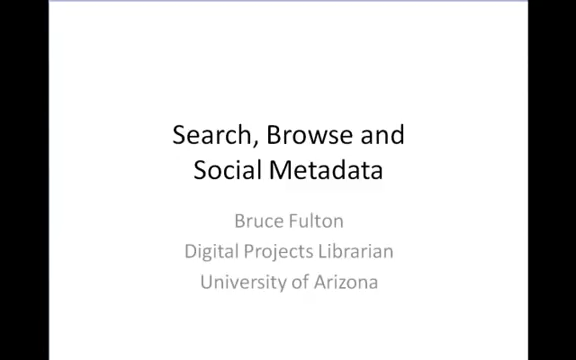 Search, Browse and
Social Metadata
Bruce Fulton
Digital Projects Librarian
University of Arizona